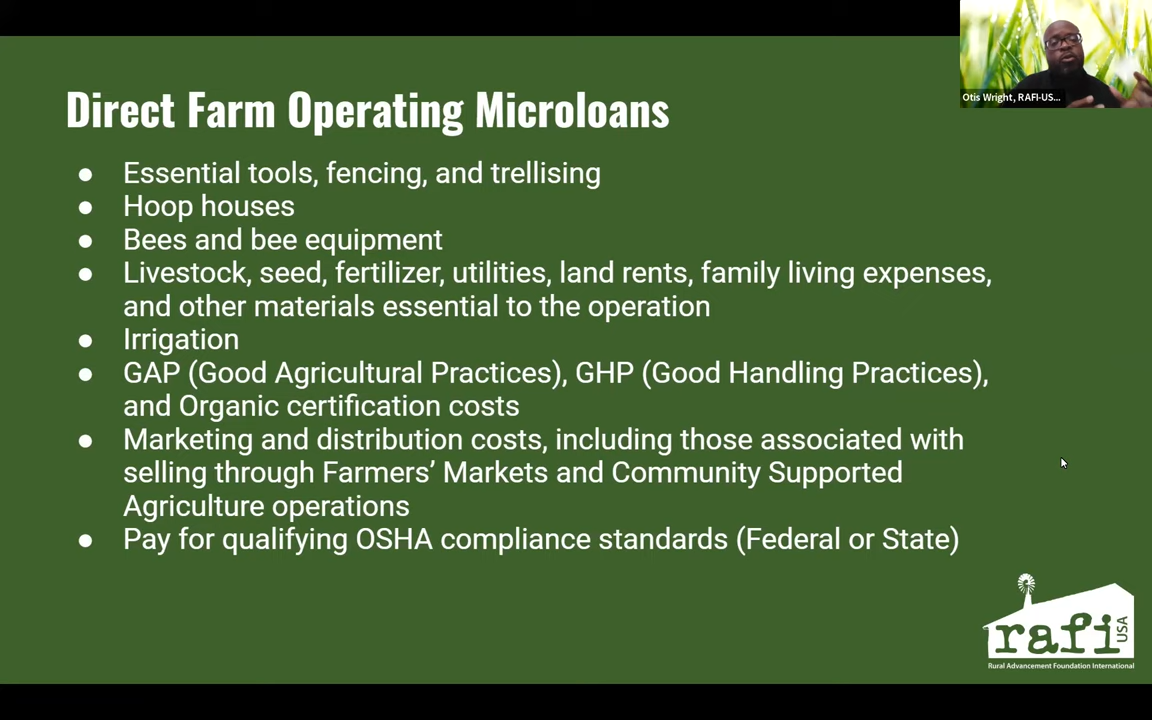 Otis Wright, RAFI-US...
Direct Farm Operating Microloans
● Essential tools, fencing, and trellising
● Hoop houses
● Bees and bee equipment
● Livestock, seed, fertilizer, utilities, land rents, family living expenses,
and other materials essential to the operation
● Irrigation
● GAP (Good Agricultural Practices), GHP (Good Handling Practices),
and Organic certification costs
● Marketing and distribution costs, including those associated with
selling through Farmers’ Markets and Community Supported
Agriculture operations
● Pay for qualifying OSHA compliance standards (Federal or State)
rafi USA
Rural Advancement Foundation International